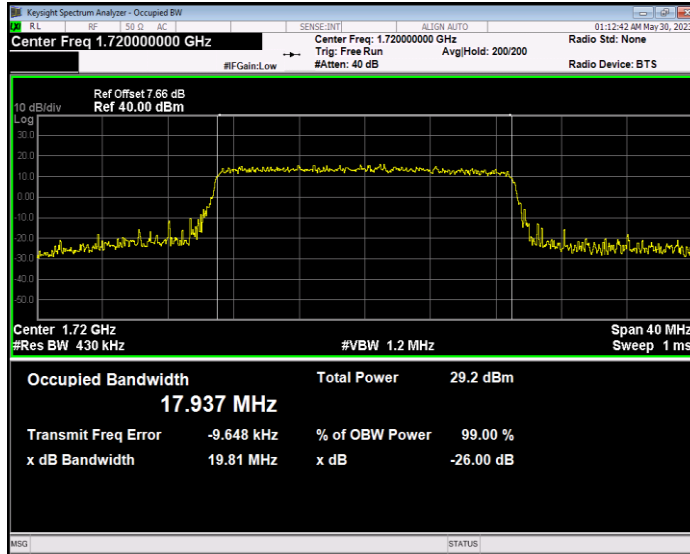 Keysight Spectrum Analyzer - Occupied BW
RL RF 50 Ω AC SENSE:INT ALIGN AUTO 01:12:42 AM May 30, 2023
Center Freq 1.720000000 GHz
Center Freq: 1.720000000 GHz
Radio Std: None
Trig: Free Run Avg|Hold: 200/200
#IFGain:Low #Atten: 40 dB Radio Device: BTS
Ref Offset 7.66 dB
10 dB/div Ref 40.00 dBm
Log
30.0
20.0
10.0
0.00
-10.0
-20.0
-30.0
-40.0
-50.0
Center 1.72 GHz Span 40 MHz
#Res BW 430 kHz #VBW 1.2 MHz Sweep 1 ms
Occupied Bandwidth Total Power 29.2 dBm
17.937 MHz
Transmit Freq Error -9.648 kHz % of OBW Power 99.00 %
x dB Bandwidth 19.81 MHz x dB -26.00 dB
MSG STATUS